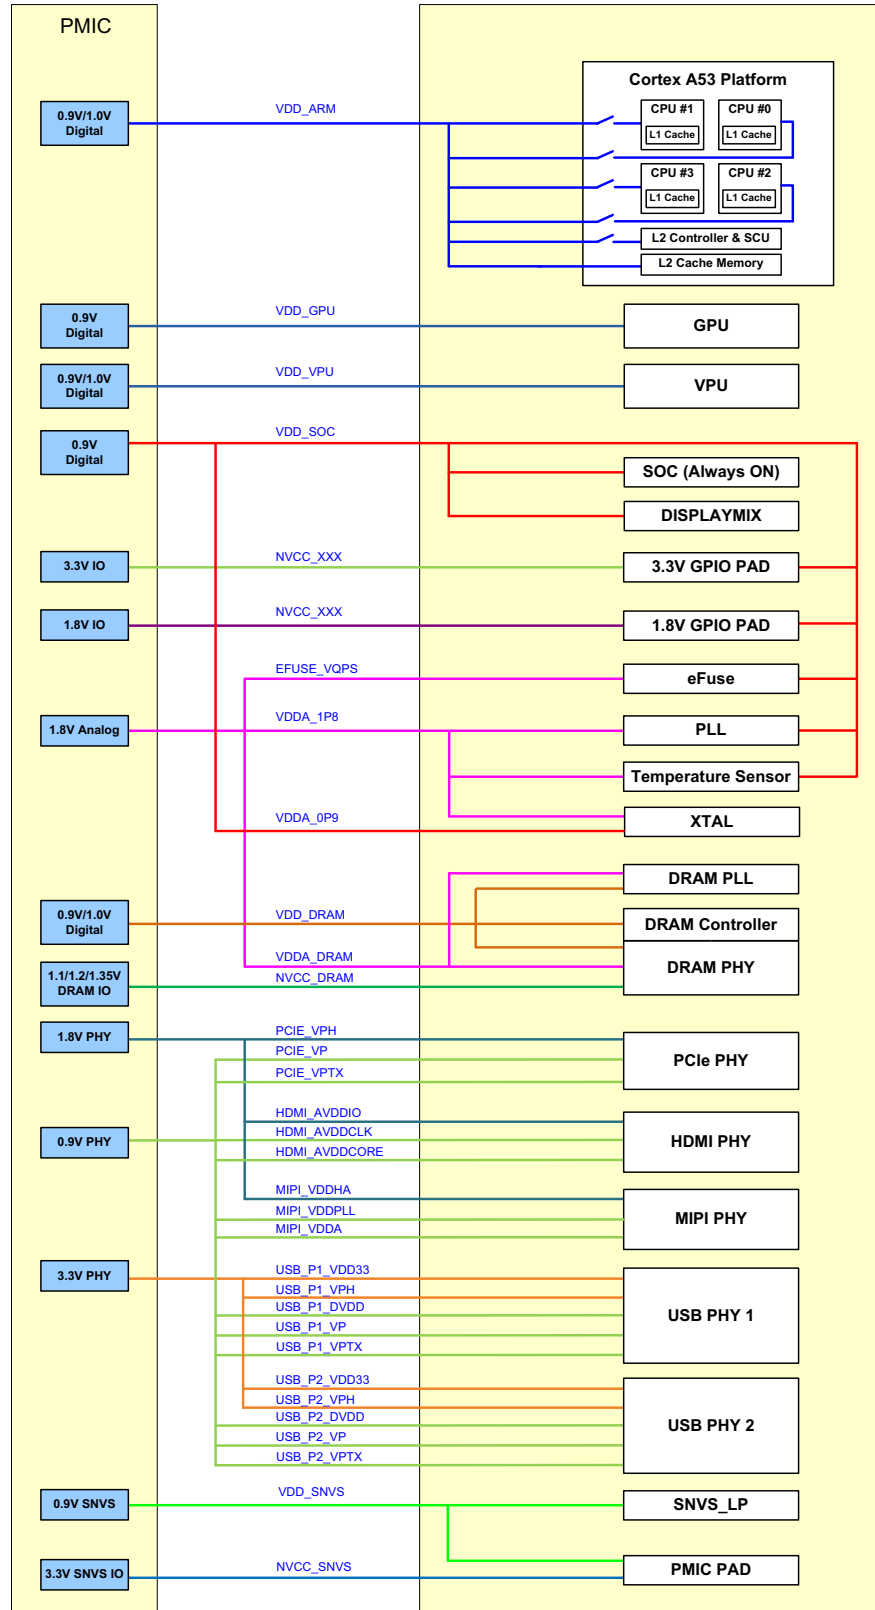 PMIC
Cortex A53 Platform
0.9V/1.0V
Digital
VDD_ARM
CPU #1
L1 Cache
CPU #0
L1 Cache
CPU #3
L1 Cache
CPU #2
L1 Cache
L2 Controller & SCU
L2 Cache Memory
0.9V
Digital
VDD_GPU
GPU
0.9V/1.0V
Digital
VDD_VPU
VPU
0.9V
Digital
VDD_SOC
SOC (Always ON)
DISPLAYMIX
3.3V IO
NVCC_XXX
3.3V GPIO PAD
1.8V IO
NVCC_XXX
1.8V GPIO PAD
EFUSE_VQPS
eFuse
1.8V Analog
VDDA_1P8
PLL
Temperature Sensor
VDDA_0P9
XTAL
DRAM PLL
0.9V/1.0V
Digital
VDD_DRAM
DRAM Controller
VDDA_DRAM
DRAM PHY
1.1/1.2/1.35V
DRAM IO
NVCC_DRAM
1.8V PHY
PCIE_VPH
PCIE_VP
PCIE_VPTX
PCIe PHY
0.9V PHY
HDMI_AVDDIO
HDMI_AVDDCLK
HDMI_AVDDCORE
HDMI PHY
MIPI_VDDHA
MIPI_VDDPLL
MIPI_VDDA
MIPI PHY
3.3V PHY
USB_P1_VDD33
USB_P1_VPH
USB_P1_DVDD
USB_P1_VP
USB_P1_VPTX
USB PHY 1
USB_P2_VDD33
USB_P2_VPH
USB_P2_DVDD
USB_P2_VP
USB_P2_VPTX
USB PHY 2
0.9V SNVS
VDD_SNVS
SNVS_LP
3.3V SNVS IO
NVCC_SNVS
PMIC PAD